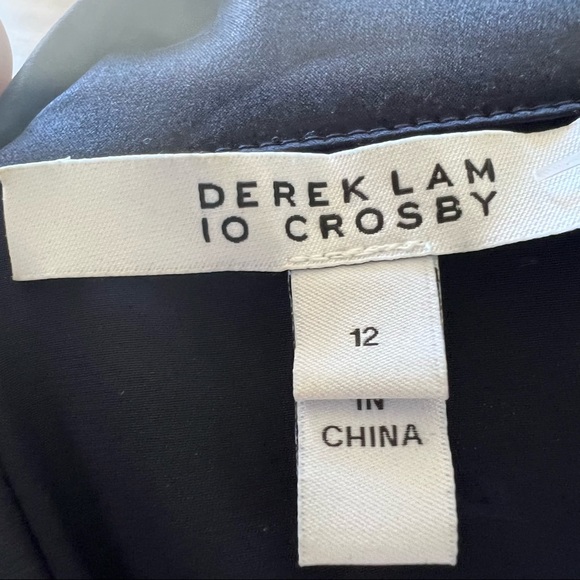 DEREK LAM
10 CROSBY
12
IN
CHINA